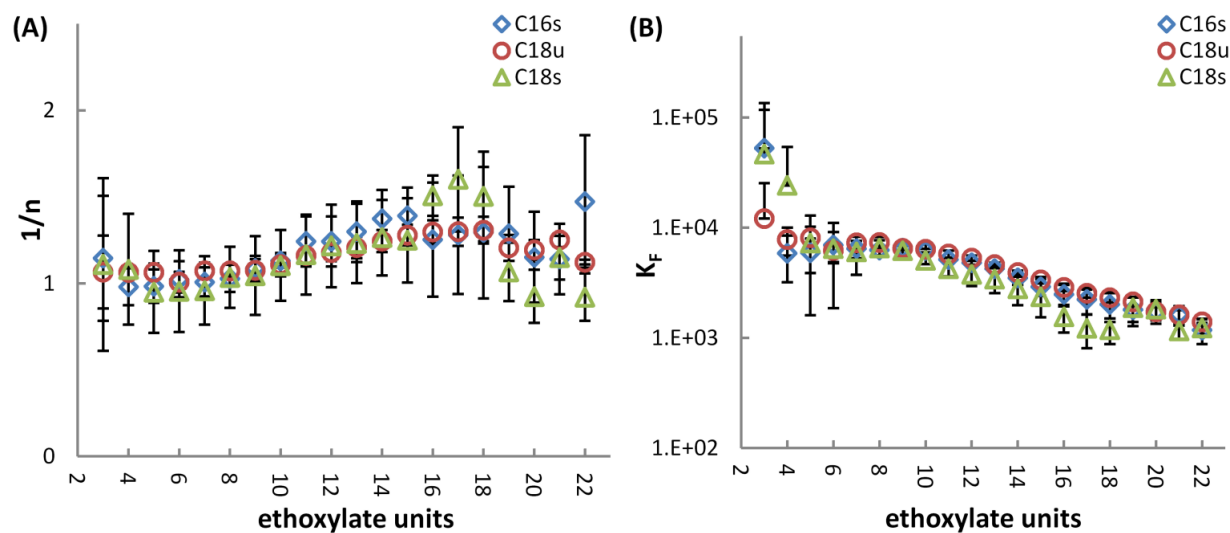 (A)
C16s
C18u
C18s
2
1
0
1/n
2 4 6 8 10 12 14 16 18 20 22
ethoxylate units
(B)
C16s
C18u
C18s
1.E+05
1.E+04
1.E+03
1.E+02
KF
2 4 6 8 10 12 14 16 18 20 22
ethoxylate units